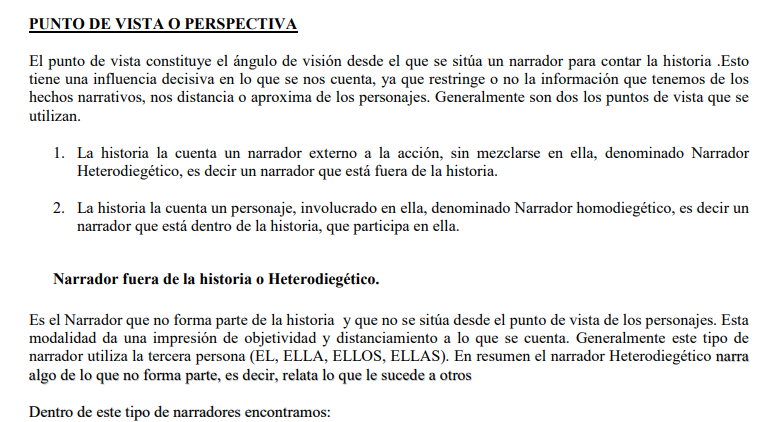 PUNTO DE VISTA O PERSPECTIVA
El punto de vista constituye el ángulo de visión desde el que se sitúa un narrador para contar la historia .Esto
tiene una influencia decisiva en lo que se nos cuenta, ya que restringe o no la información que tenemos de los
hechos narrativos, nos distancia o aproxima de los personajes. Generalmente son dos los puntos de vista que se
utilizan.
1. La historia la cuenta un narrador externo a la acción, sin mezclarse en ella, denominado Narrador
Heterodiegético, es decir un narrador que está fuera de la historia.
2. La historia la cuenta un personaje, involucrado en ella, denominado Narrador homodiegético, es decir un
narrador que está dentro de la historia, que participa en ella.
Narrador fuera de la historia o Heterodiegético.
Es el Narrador que no forma parte de la historia y que no se sitúa desde el punto de vista de los personajes. Esta
modalidad da una impresión de objetividad y distanciamiento a lo que se cuenta. Generalmente este tipo de
narrador utiliza la tercera persona (EL, ELLA, ELLOS, ELLAS). En resumen el narrador Heterodiegético narra
algo de lo que no forma parte, es decir, relata lo que le sucede a otros
Dentro de este tipo de narradores encontramos: